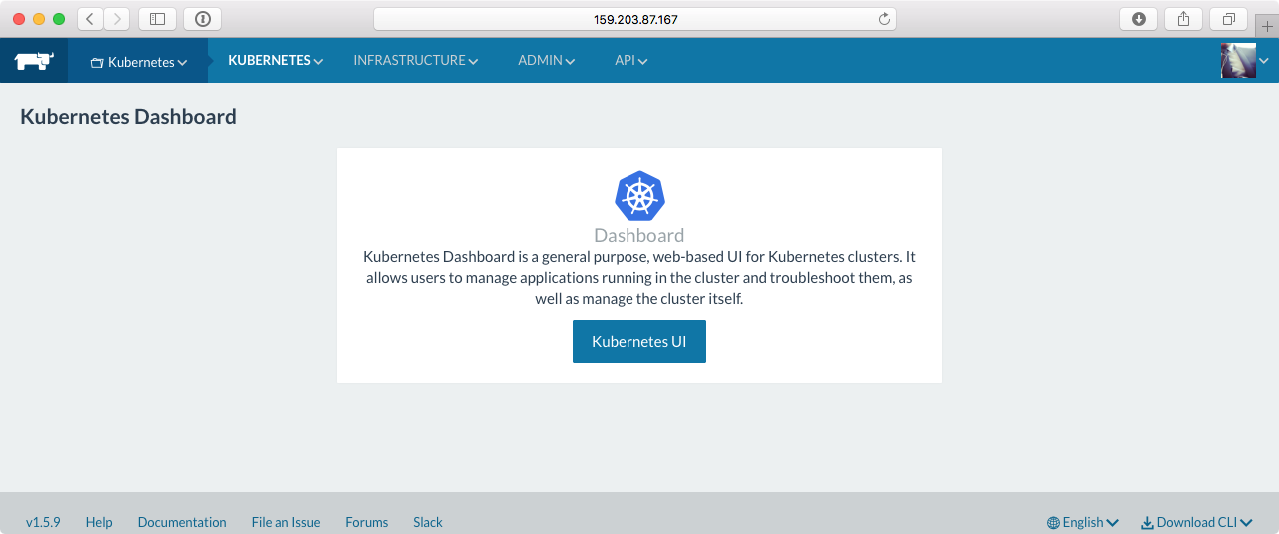 159.203.87.167
Kubernetes KUBERNETES INFRASTRUCTURE ADMIN API
Kubernetes Dashboard
Dashboard
Kubernetes Dashboard is a general purpose, web-based UI for Kubernetes clusters. It
allows users to manage applications running in the cluster and troubleshoot them, as
well as manage the cluster itself.
Kubernetes UI
v1.5.9 Help Documentation File an Issue Forums Slack English Download CLI